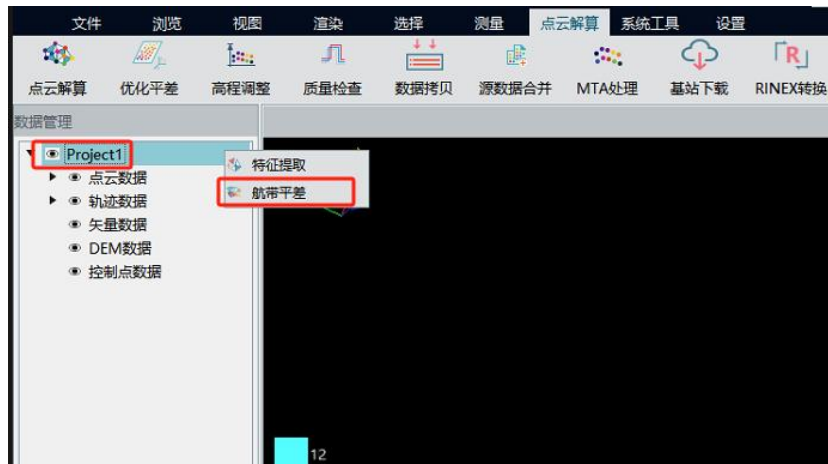 文件 浏览 视图 渲染 选择 测量 点云解算 系统工具 设置
点云解算 优化平差 高程调整 质量检查 数据拷贝 源数据合并 MTA处理 基站下载 RINEX转换
数据管理
Project1
特征提取
点云数据
航带平差
轨迹数据
矢量数据
DEM数据
控制点数据
12